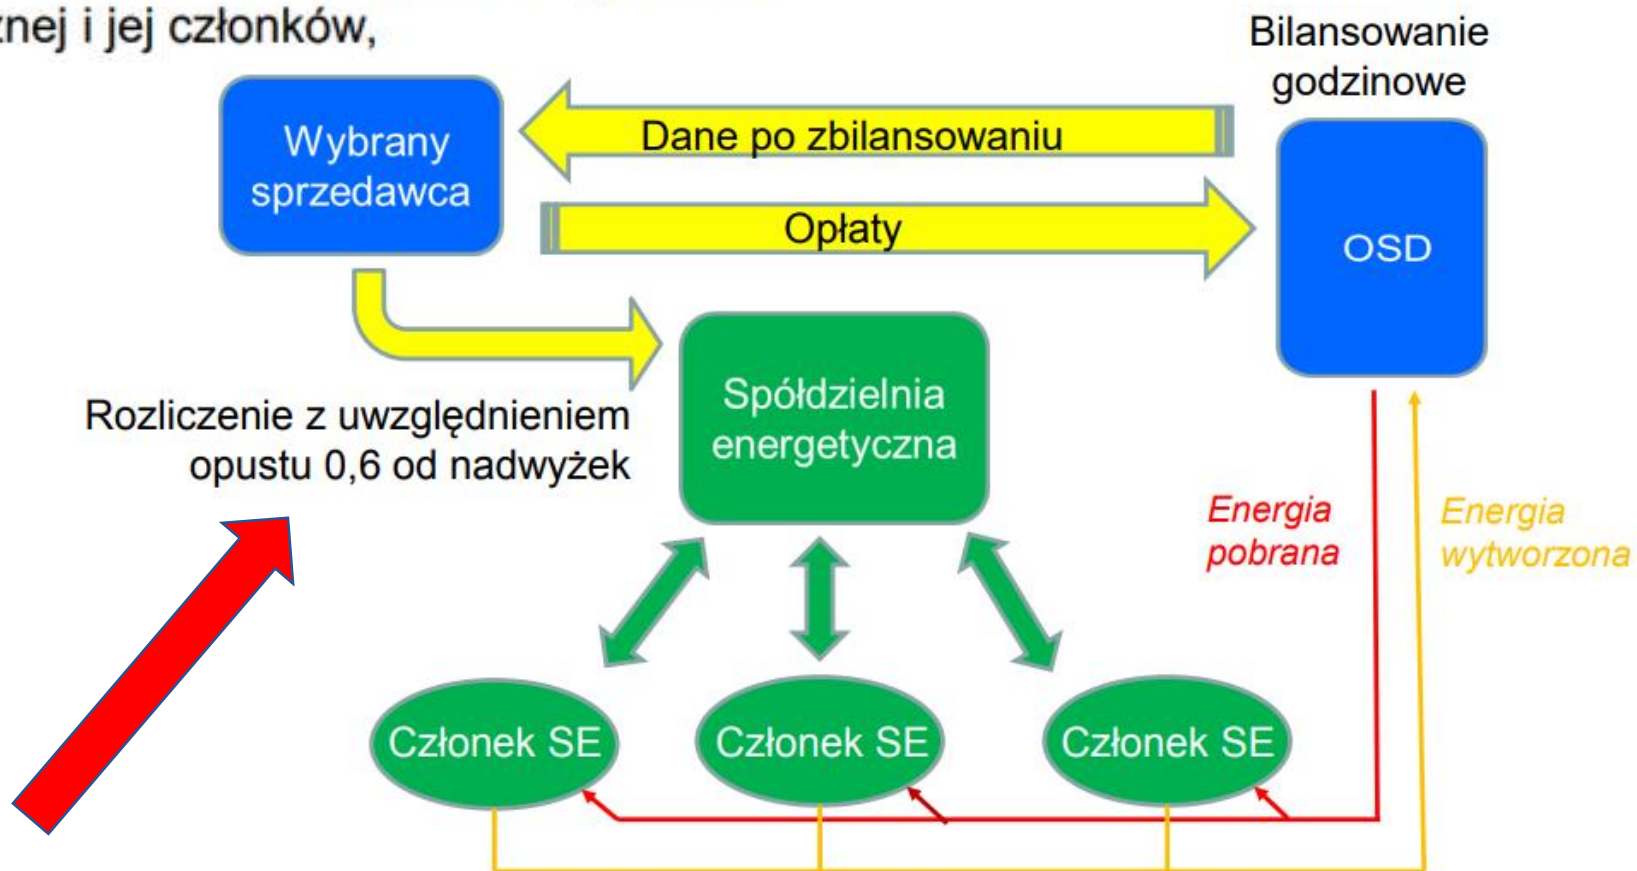 i jej członków,
Bilansowanie
godzinowe
Wybrany
sprzedawca
Dane po zbilansowaniu
Opłaty
OSD
Rozliczenie z uwzględnieniem
opustu 0,6 od nadwyżek
Spółdzielnia
energetyczna
Energia
pobrana
Energia
wytworzona
Członek SE
Członek SE
Członek SE